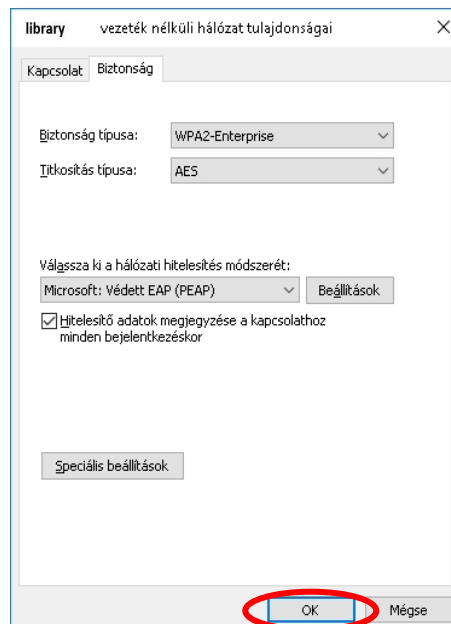 library vezeték nélküli hálózat tulajdonságai
Kapcsolat Biztonság
Biztonság típusa: WPA2-Enterprise
Titkosítás típusa: AES
Válassza ki a hálózati hitelesítés módszerét:
Microsoft: Védett EAP (PEAP) Beállítások
Hitelesítő adatok megjegyzése a kapcsolathoz
minden bejelentkezéskor
Speciális beállítások
OK Mégse